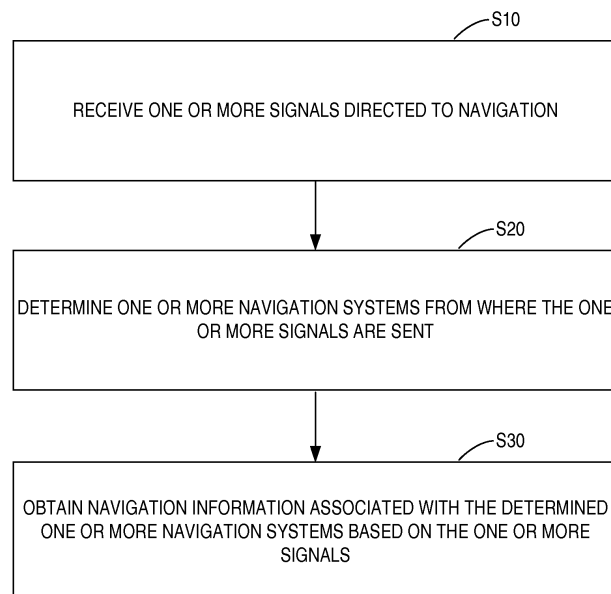 S10
RECEIVE ONE OR MORE SIGNALS DIRECTED TO NAVIGATION
S20
DETERMINE ONE OR MORE NAVIGATION SYSTEMS FROM WHERE THE ONE
OR MORE SIGNALS ARE SENT
S30
OBTAIN NAVIGATION INFORMATION ASSOCIATED WITH THE DETERMINED
ONE OR MORE NAVIGATION SYSTEMS BASED ON THE ONE OR MORE
SIGNALS